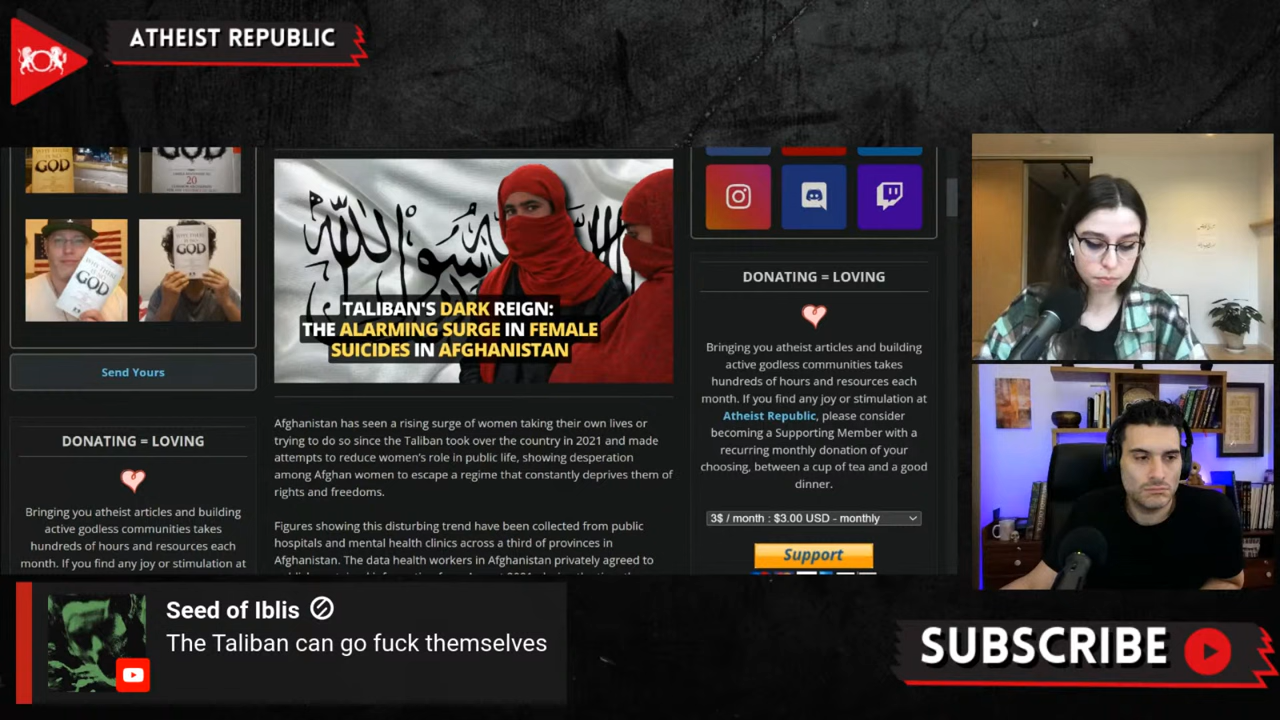 ATHEIST REPUBLIC
GOD
GOD
20
GOD
GOD
Send Yours
DONATING = LOVING
Bringing you atheist articles and building
active godless communities takes
hundreds of hours and resources each
month. If you find any joy or stimulation at
TALIBAN'S DARK REIGN:
THE ALARMING SURGE IN FEMALE
SUICIDES IN AFGHANISTAN
Afghanistan has seen a rising surge of women taking their own lives or
trying to do so since the Taliban took over the country in 2021 and made
attempts to reduce women's role in public life, showing desperation
among Afghan women to escape a regime that constantly deprives them of
rights and freedoms.
Figures showing this disturbing trend have been collected from public
hospitals and mental health clinics across a third of provinces in
Afghanistan. The data health workers in Afghanistan privately agreed to
DONATING = LOVING
Bringing you atheist articles and building
active godless communities takes
hundreds of hours and resources each
month. If you find any joy or stimulation at
Atheist Republic, please consider
becoming a Supporting Member with a
recurring monthly donation of your
choosing, between a cup of tea and a good
dinner.
3$ / month : $3.00 USD - monthly
Support
Seed of Iblis
The Taliban can go fuck themselves
SUBSCRIBE